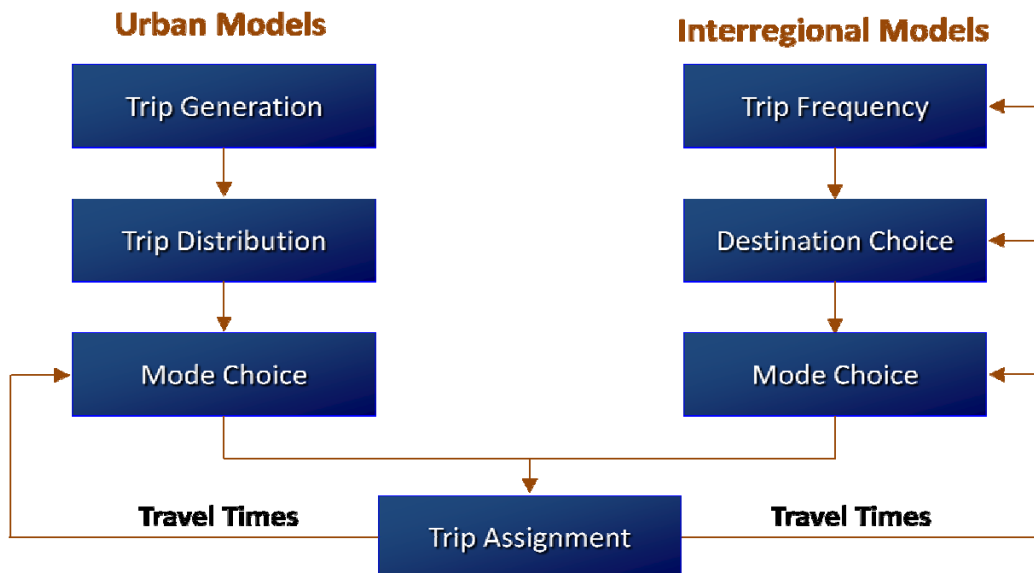 Urban Models
Interregional Models
Trip Generation
Trip Frequency
Trip Distribution
Destination Choice
Mode Choice
Mode Choice
Travel Times
Travel Times
Trip Assignment